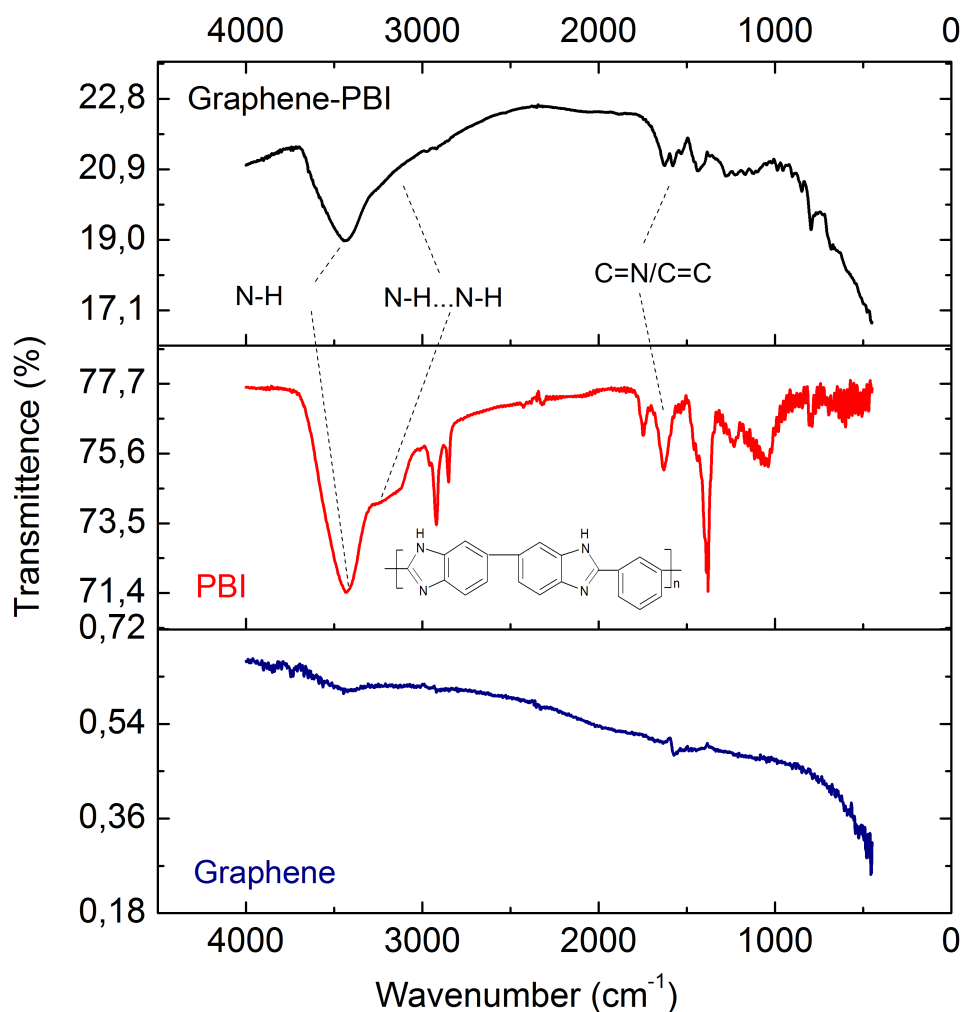 4000 3000 2000 1000 0
Graphene-PBI
22,8
20,9
19,0
17,1
N-H
N-H...N-H
C=N/C=C
Transmittence (%)
77,7
75,6
73,5
71,4
PBI
H
N
N
H
N
N
n
0,72
0,54
0,36
0,18
Graphene
4000 3000 2000 1000 0
Wavenumber (cm⁻¹)